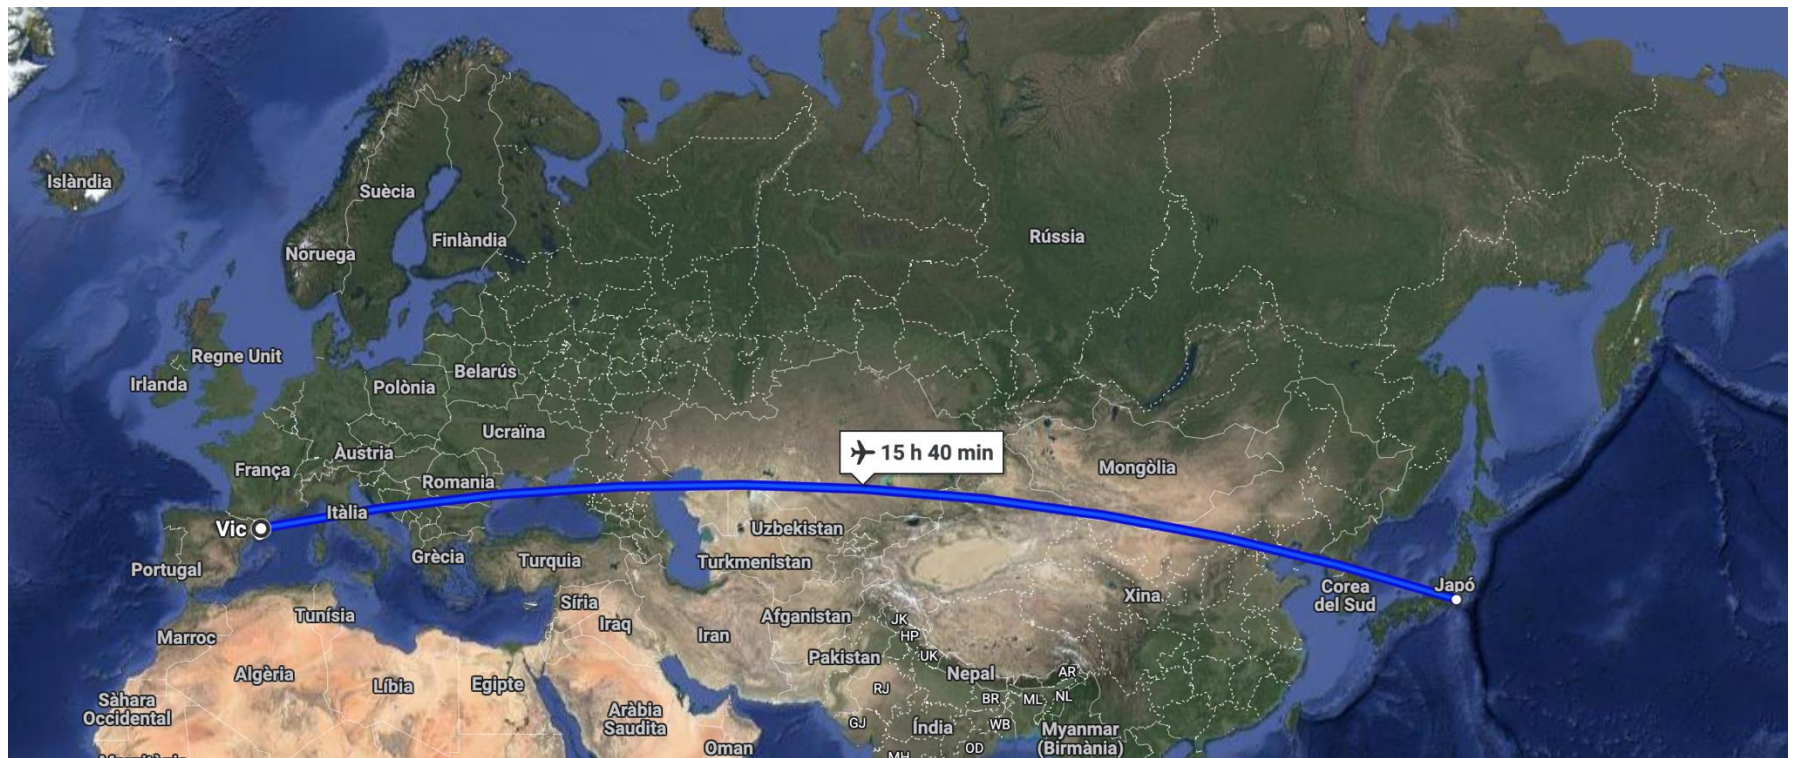 Islàndia
Suècia
Finlàndia
Noruega
Rússia
Regne Unit
Irlanda
Belarús
Polònia
Ucraïna
Àustria
França
15 h 40 min
Mongòlia
Romania
Itàlia
Vic
Uzbekistan
Grècia
Turquia
Turkmenistan
Portugal
Síria
Afganistan
Xina
Corea
del Sud
Japó
Tunísia
Iraq
JK
Marroc
Iran
HP
Pakistan
UK
Algèria
Líbia
Egipte
Nepal
AR
RJ
BR
ML
NL
Sàhara
Occidental
Aràbia
Saudita
GJ
Índia
WB
Myanmar
(Birmània)
Oman
OD